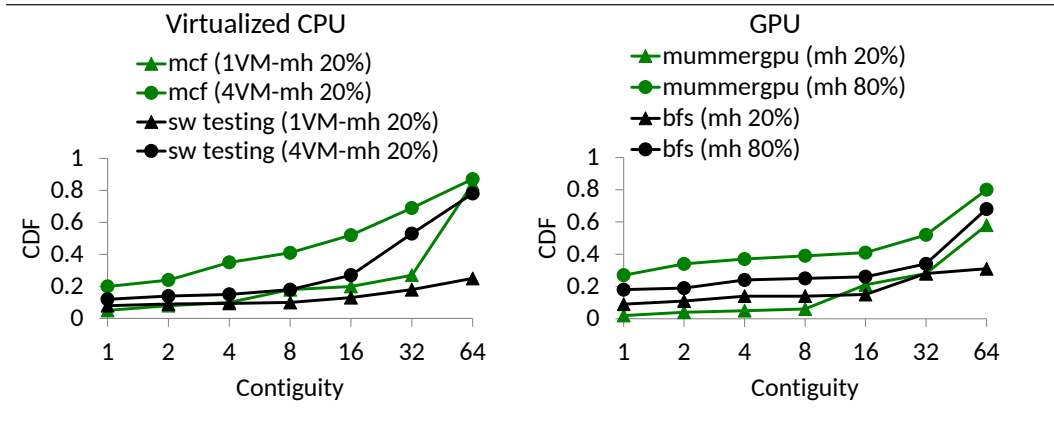 Virtualized CPU
mcf (1VM-mh 20%)
mcf (4VM-mh 20%)
sw testing (1VM-mh 20%)
sw testing (4VM-mh 20%)
1
0.8
0.6
0.4
0.2
0
CDF
1 2 4 8 16 32 64
Contiguity
GPU
mummergpu (mh 20%)
mummergpu (mh 80%)
bfs (mh 20%)
bfs (mh 80%)
1
0.8
0.6
0.4
0.2
0
CDF
1 2 4 8 16 32 64
Contiguity